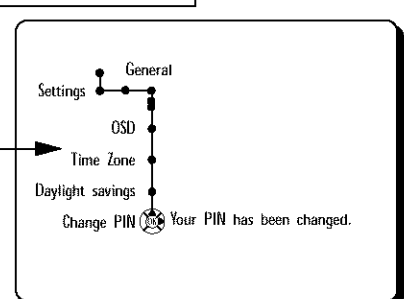 General
Settings
OSD
Time Zone
Daylight savings
Change PIN OK Your PIN has been changed.